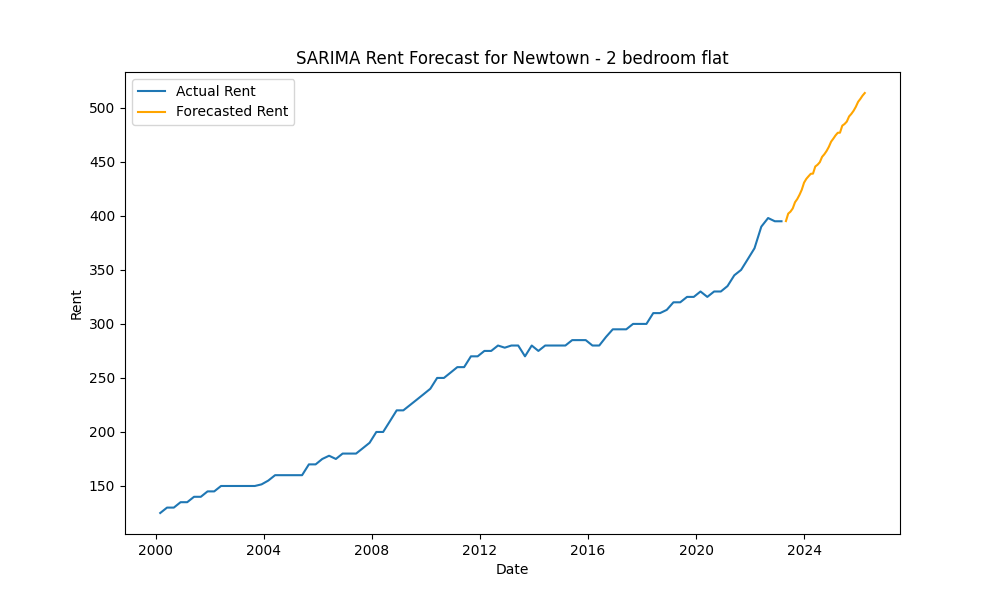 SARIMA Rent Forecast for Newtown - 2 bedroom flat
Actual Rent
Forecasted Rent
500
450
400
350
300
250
200
150
Rent
2000 2004 2008 2012 2016 2020 2024
Date